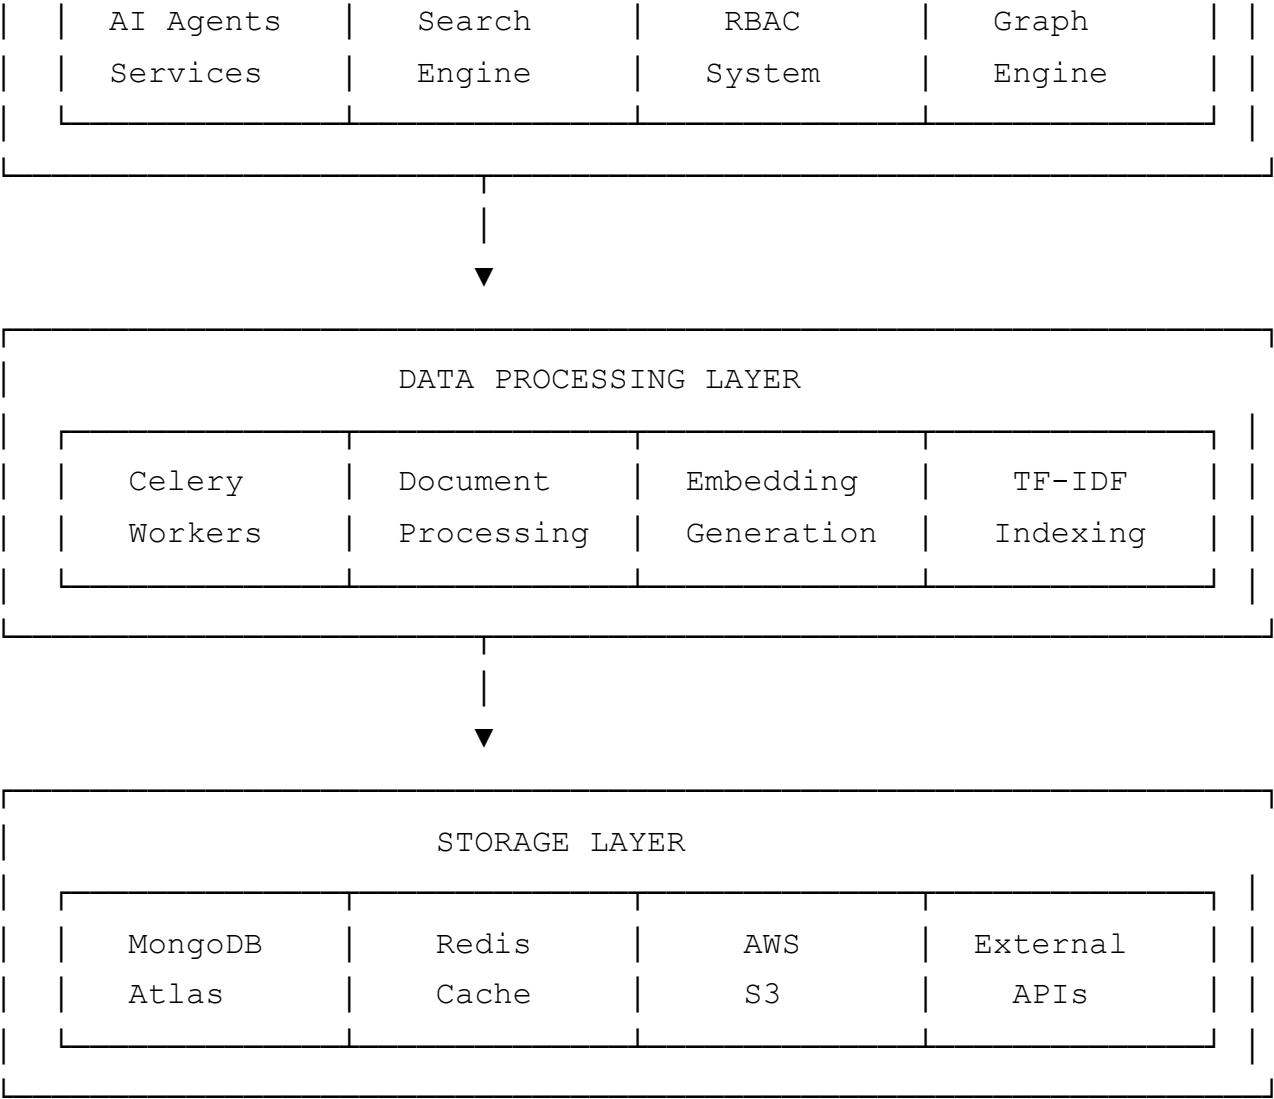 AI Agents Search RBAC Graph
Services Engine System Engine
DATA PROCESSING LAYER
Celery Document Embedding TF-IDF
Workers Processing Generation Indexing
STORAGE LAYER
MongoDB Redis AWS External
Atlas Cache S3 APIs